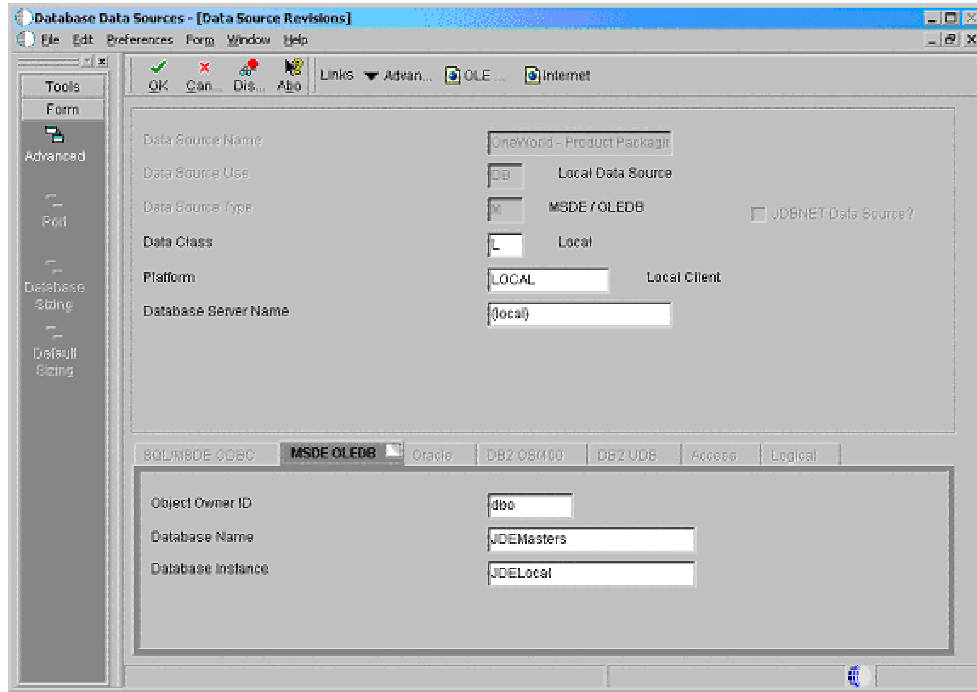 Database Data Sources - [Data Source Revisions]
File Edit Preferences Form Window Help
Tools
Form
Advanced
Port
Database
Sizing
Default
Sizing
OK Can... Dis... Abo Links Advan... OLE ... Internet
Data Source Name OneWorld - Product Packagin
Data Source Use DB Local Data Source
Data Source Type M MSDE / OLEDB JDBNET Data Source?
Data Class L Local
Platform LOCAL Local Client
Database Server Name (local)
SQL/MSDE ODBC MSDE OLEDB Oracle DB2 OS/400 DB2 UDB Access Logical
Object Owner ID dbo
Database Name JDEMasters
Database Instance JDELocal